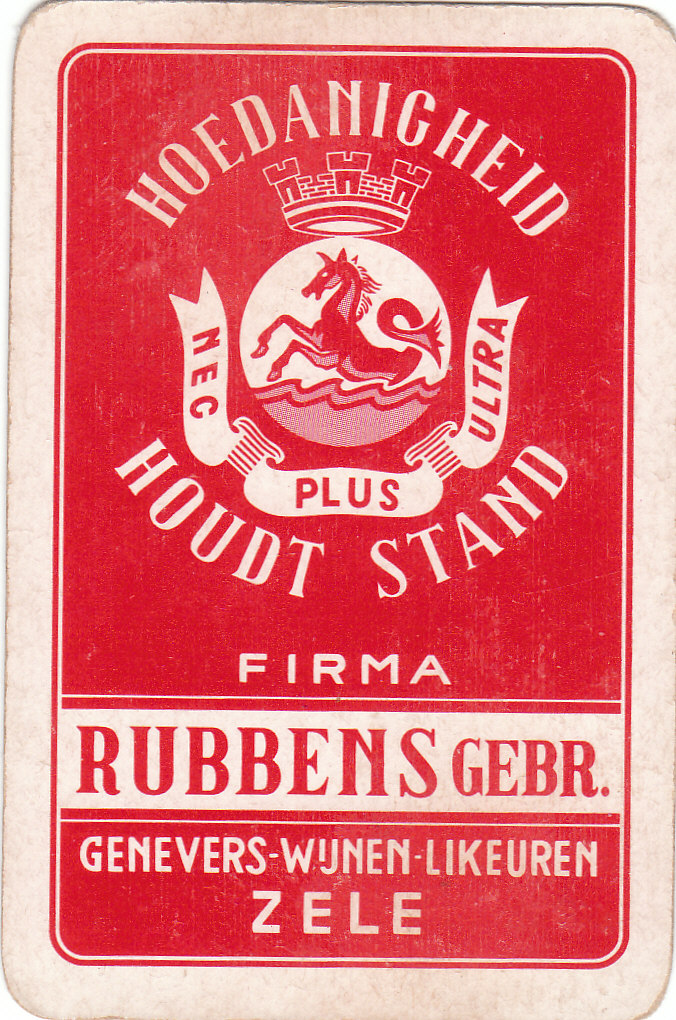 HOEDANIGHEID
NEC
PLUS
ULTRA
HOUDT STAND
FIRMA
RUBBENS GEBR.
GENEVERS-WIJNEN-LIKEUREN
ZELE